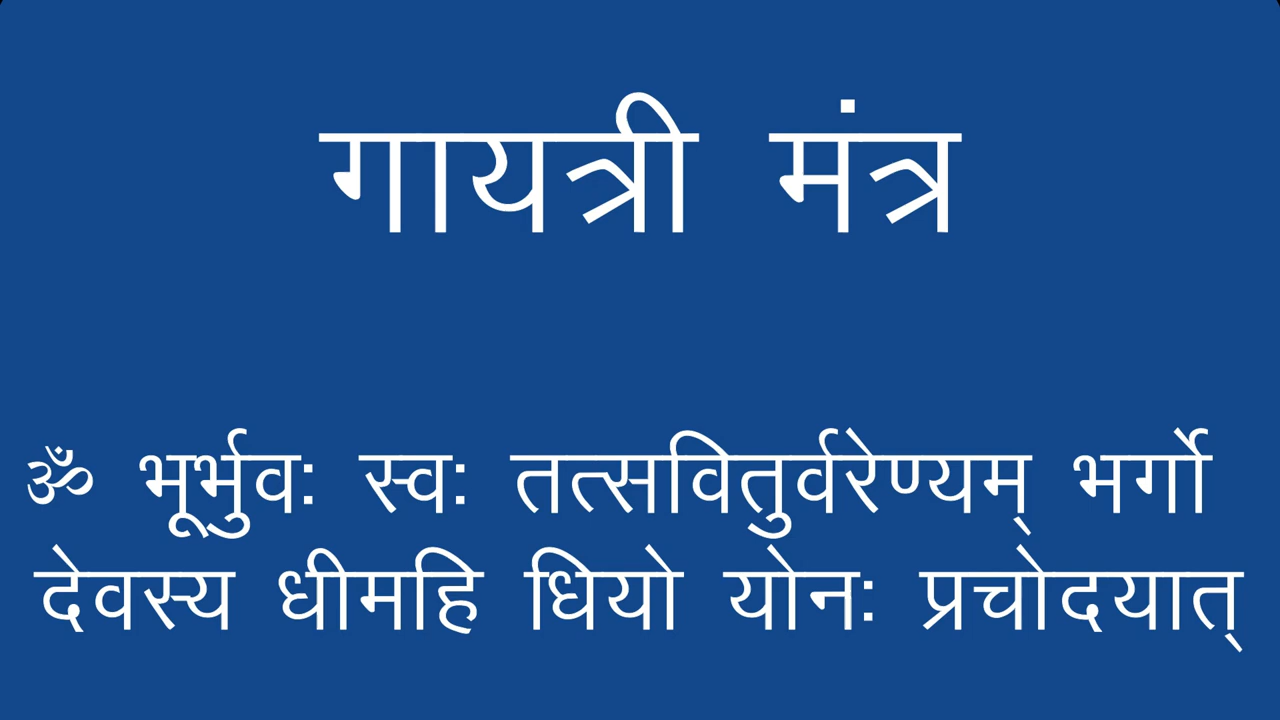 गायत्री मंत्र
ॐ भूर्भुवः स्वः तत्सवितुर्वरेण्यम् भर्गो
देवस्य धीमहि धियो योनः प्रचोदयात्